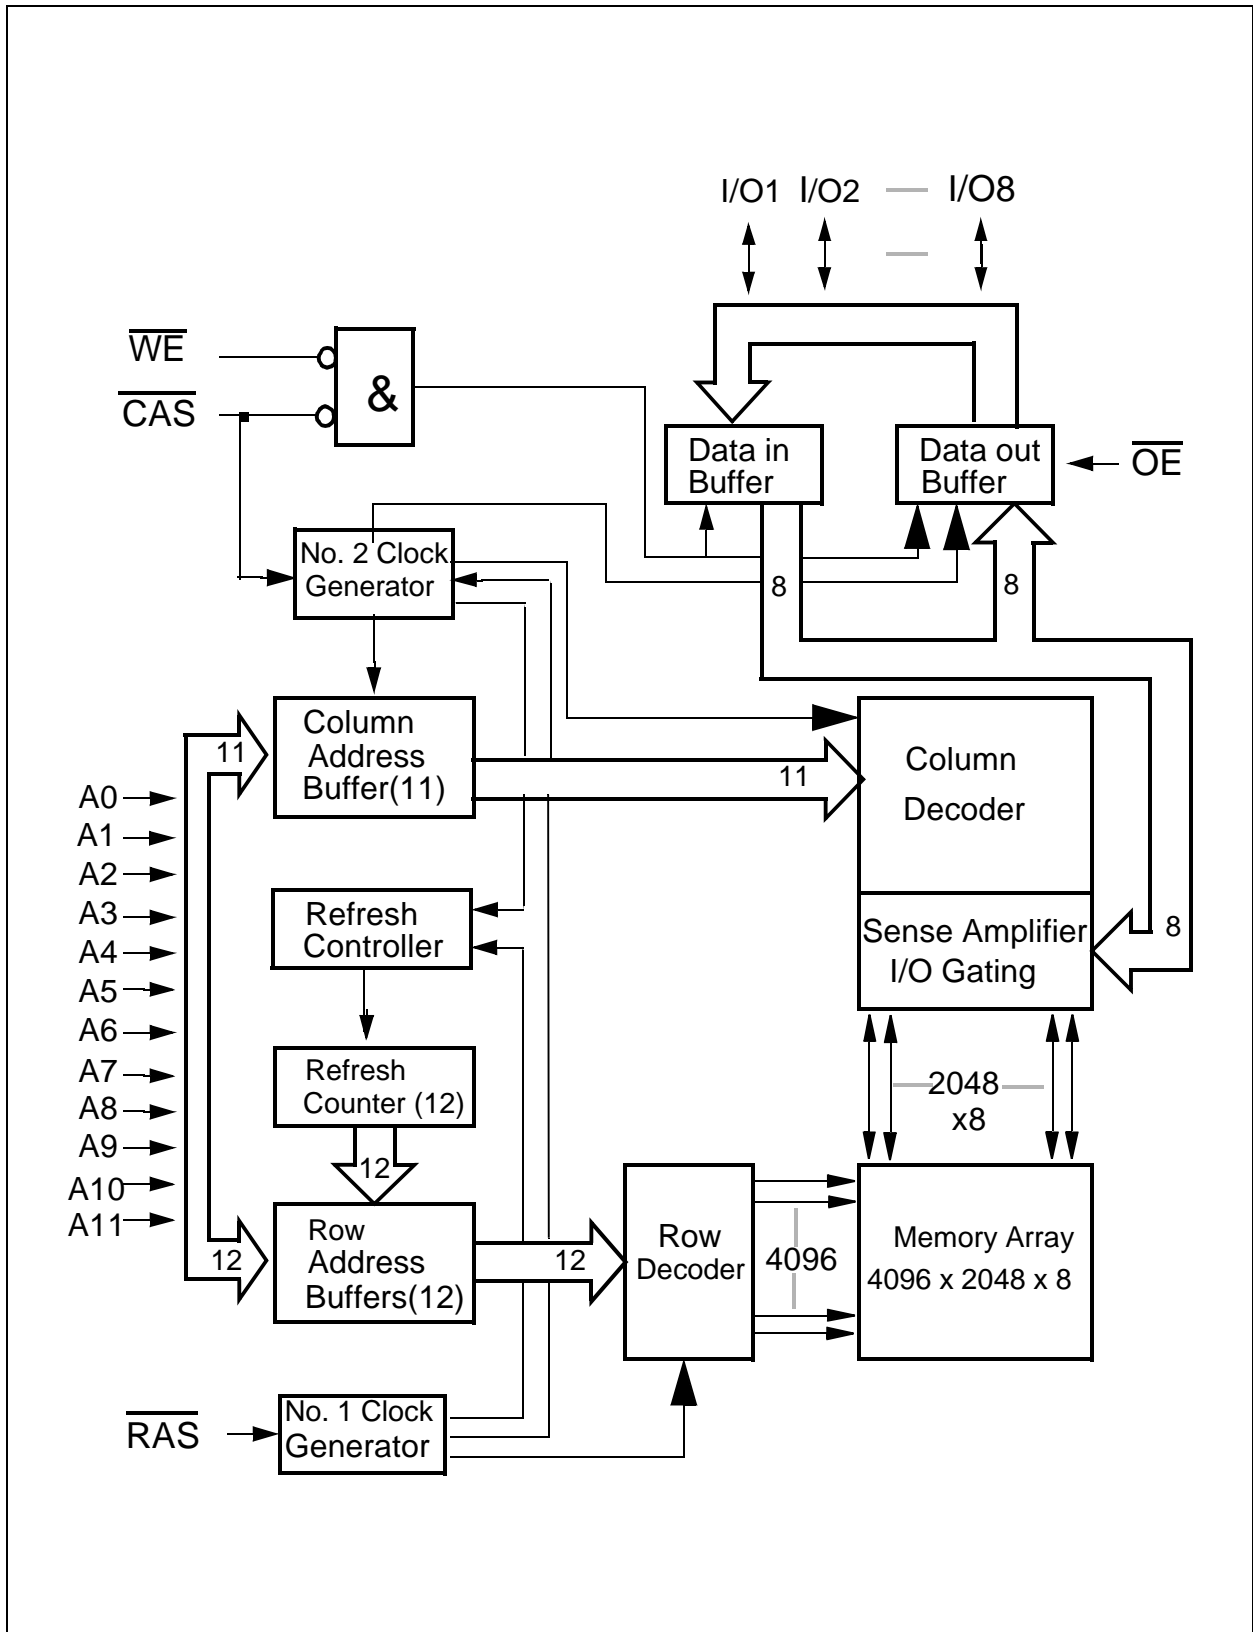 I/O1 I/O2 I/O8
WE
CAS
&
Data in
Buffer
Data out
Buffer
OE
No. 2 Clock
Generator
8
8
Column
Address
Buffer(11)
11
11
Column
Decoder
A0
A1
A2
A3
A4
A5
A6
A7
A8
A9
A10
A11
Refresh
Controller
Sense Amplifier
I/O Gating
8
Refresh
Counter (12)
2048
x8
12
Row
Address
Buffers(12)
12
12
Row
Decoder
4096
Memory Array
4096 x 2048 x 8
RAS
No. 1 Clock
Generator